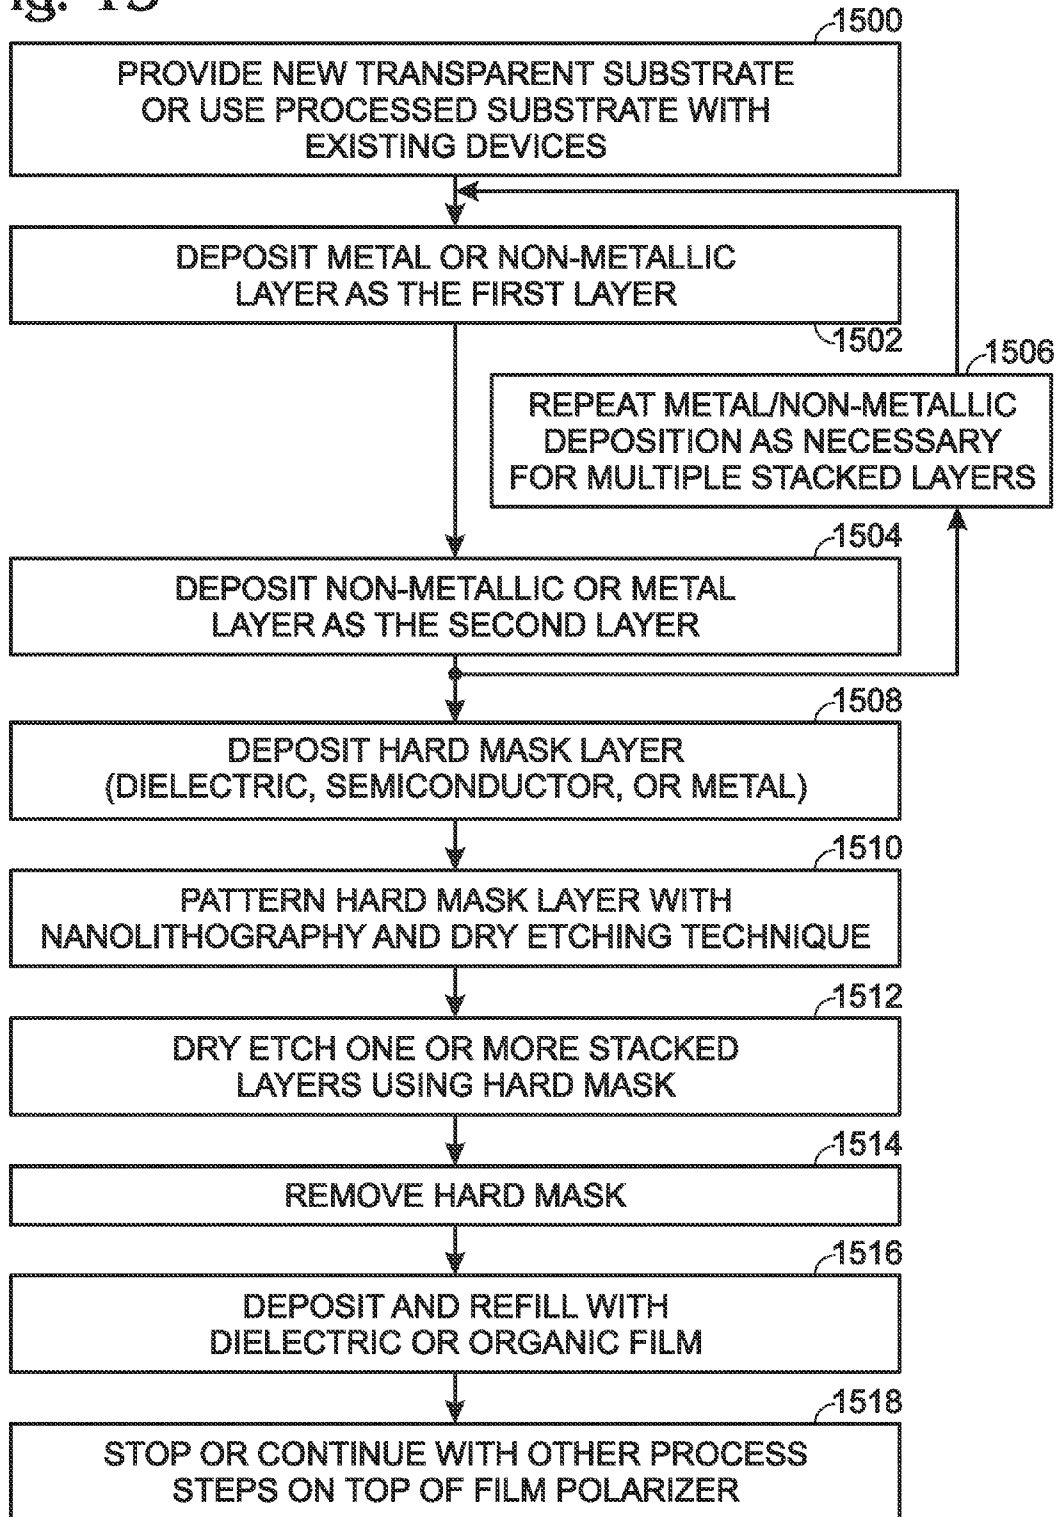 Fig. 15
1500
PROVIDE NEW TRANSPARENT SUBSTRATE
OR USE PROCESSED SUBSTRATE WITH
EXISTING DEVICES
DEPOSIT METAL OR NON-METALLIC
LAYER AS THE FIRST LAYER
1502
1506
REPEAT METAL/NON-METALLIC
DEPOSITION AS NECESSARY
FOR MULTIPLE STACKED LAYERS
1504
DEPOSIT NON-METALLIC OR METAL
LAYER AS THE SECOND LAYER
1508
DEPOSIT HARD MASK LAYER
(DIELECTRIC, SEMICONDUCTOR, OR METAL)
1510
PATTERN HARD MASK LAYER WITH
NANOLITHOGRAPHY AND DRY ETCHING TECHNIQUE
1512
DRY ETCH ONE OR MORE STACKED
LAYERS USING HARD MASK
1514
REMOVE HARD MASK
1516
DEPOSIT AND REFILL WITH
DIELECTRIC OR ORGANIC FILM
1518
STOP OR CONTINUE WITH OTHER PROCESS
STEPS ON TOP OF FILM POLARIZER